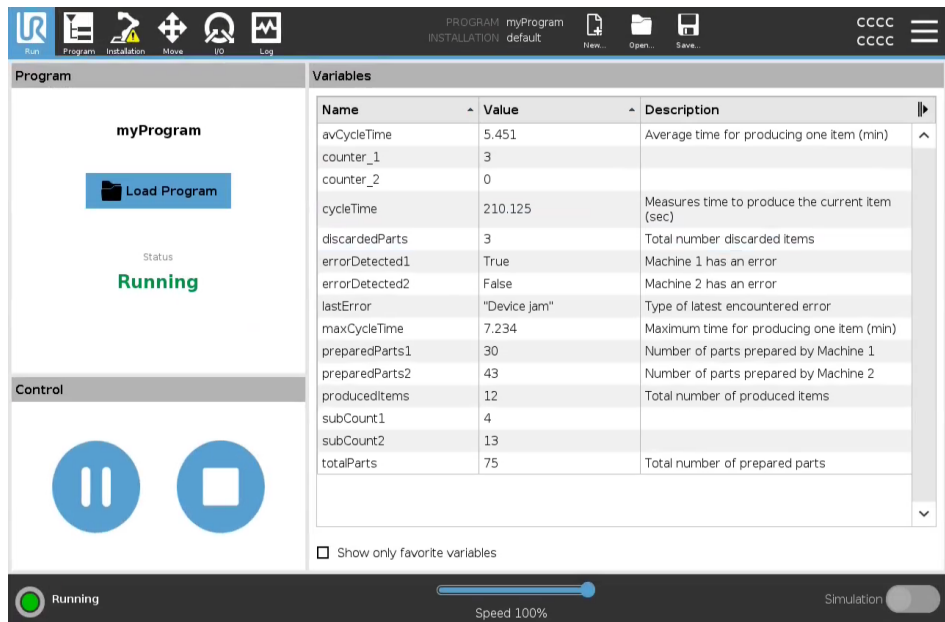 PROGRAM myProgram
INSTALLATION default
CCCC
CCCC
UR
Run
Program
Installation
Move
I/O
Log
New...
Open...
Save...
Program
Variables
myProgram
Load Program
Status
Running
Name Value Description
avCycleTime 5.451 Average time for producing one item (min)
counter_1 3
counter_2 0
cycleTime 210.125 Measures time to produce the current item
(sec)
discardedParts 3 Total number discarded items
errorDetected1 True Machine 1 has an error
errorDetected2 False Machine 2 has an error
lastError "Device jam" Type of latest encountered error
maxCycleTime 7.234 Maximum time for producing one item (min)
preparedParts1 30 Number of parts prepared by Machine 1
preparedParts2 43 Number of parts prepared by Machine 2
producedItems 12 Total number of produced items
subCount1 4
subCount2 13
totalParts 75 Total number of prepared parts
Control
Show only favorite variables
Running
Speed 100%
Simulation